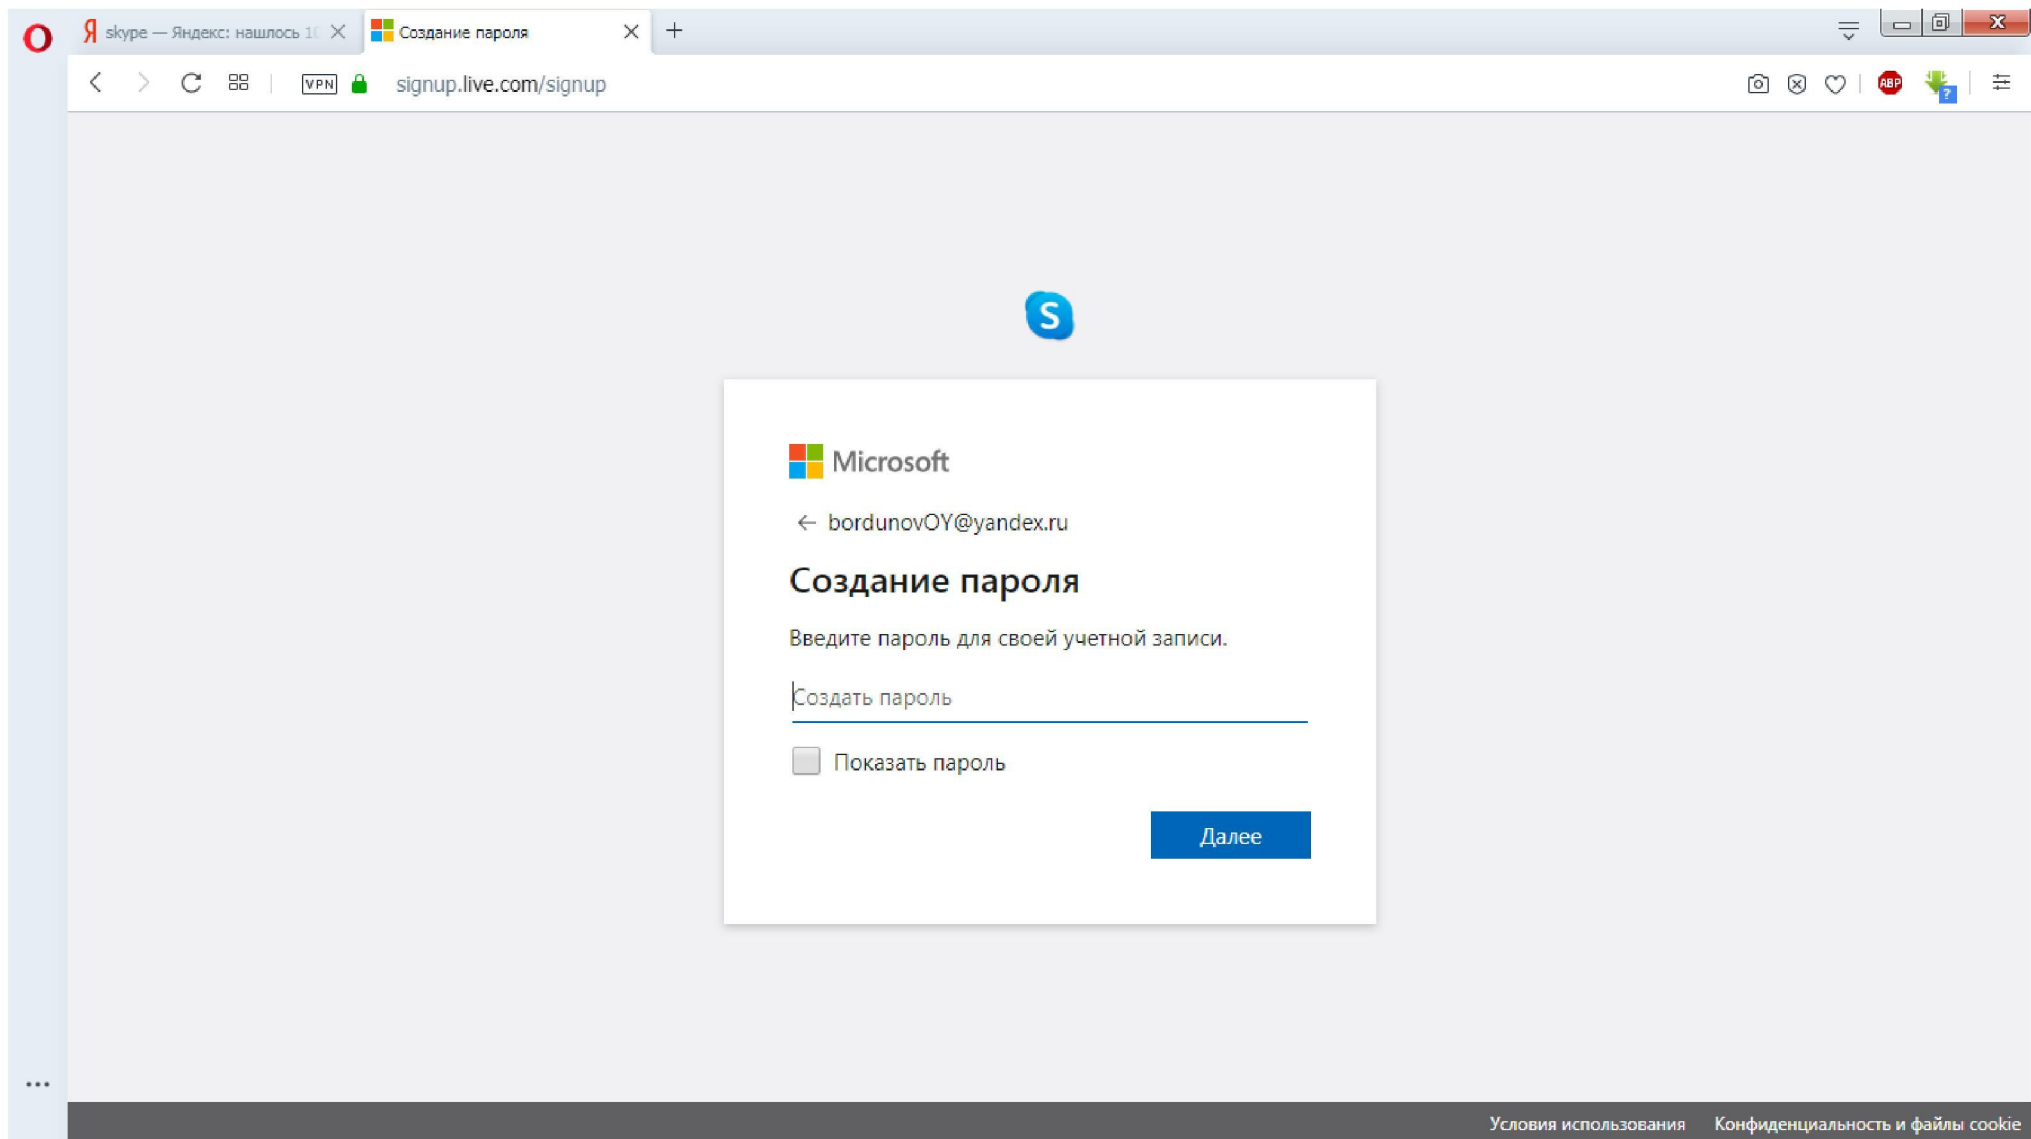 skype — Яндекс: нашлось
Создание пароля
VPN
signup.live.com/signup
ABP
?
S
Microsoft
← bordunovOY@yandex.ru
Создание пароля
Введите пароль для своей учетной записи.
Создать пароль
Показать пароль
Далее
Условия использования
Конфиденциальность и файлы cookie